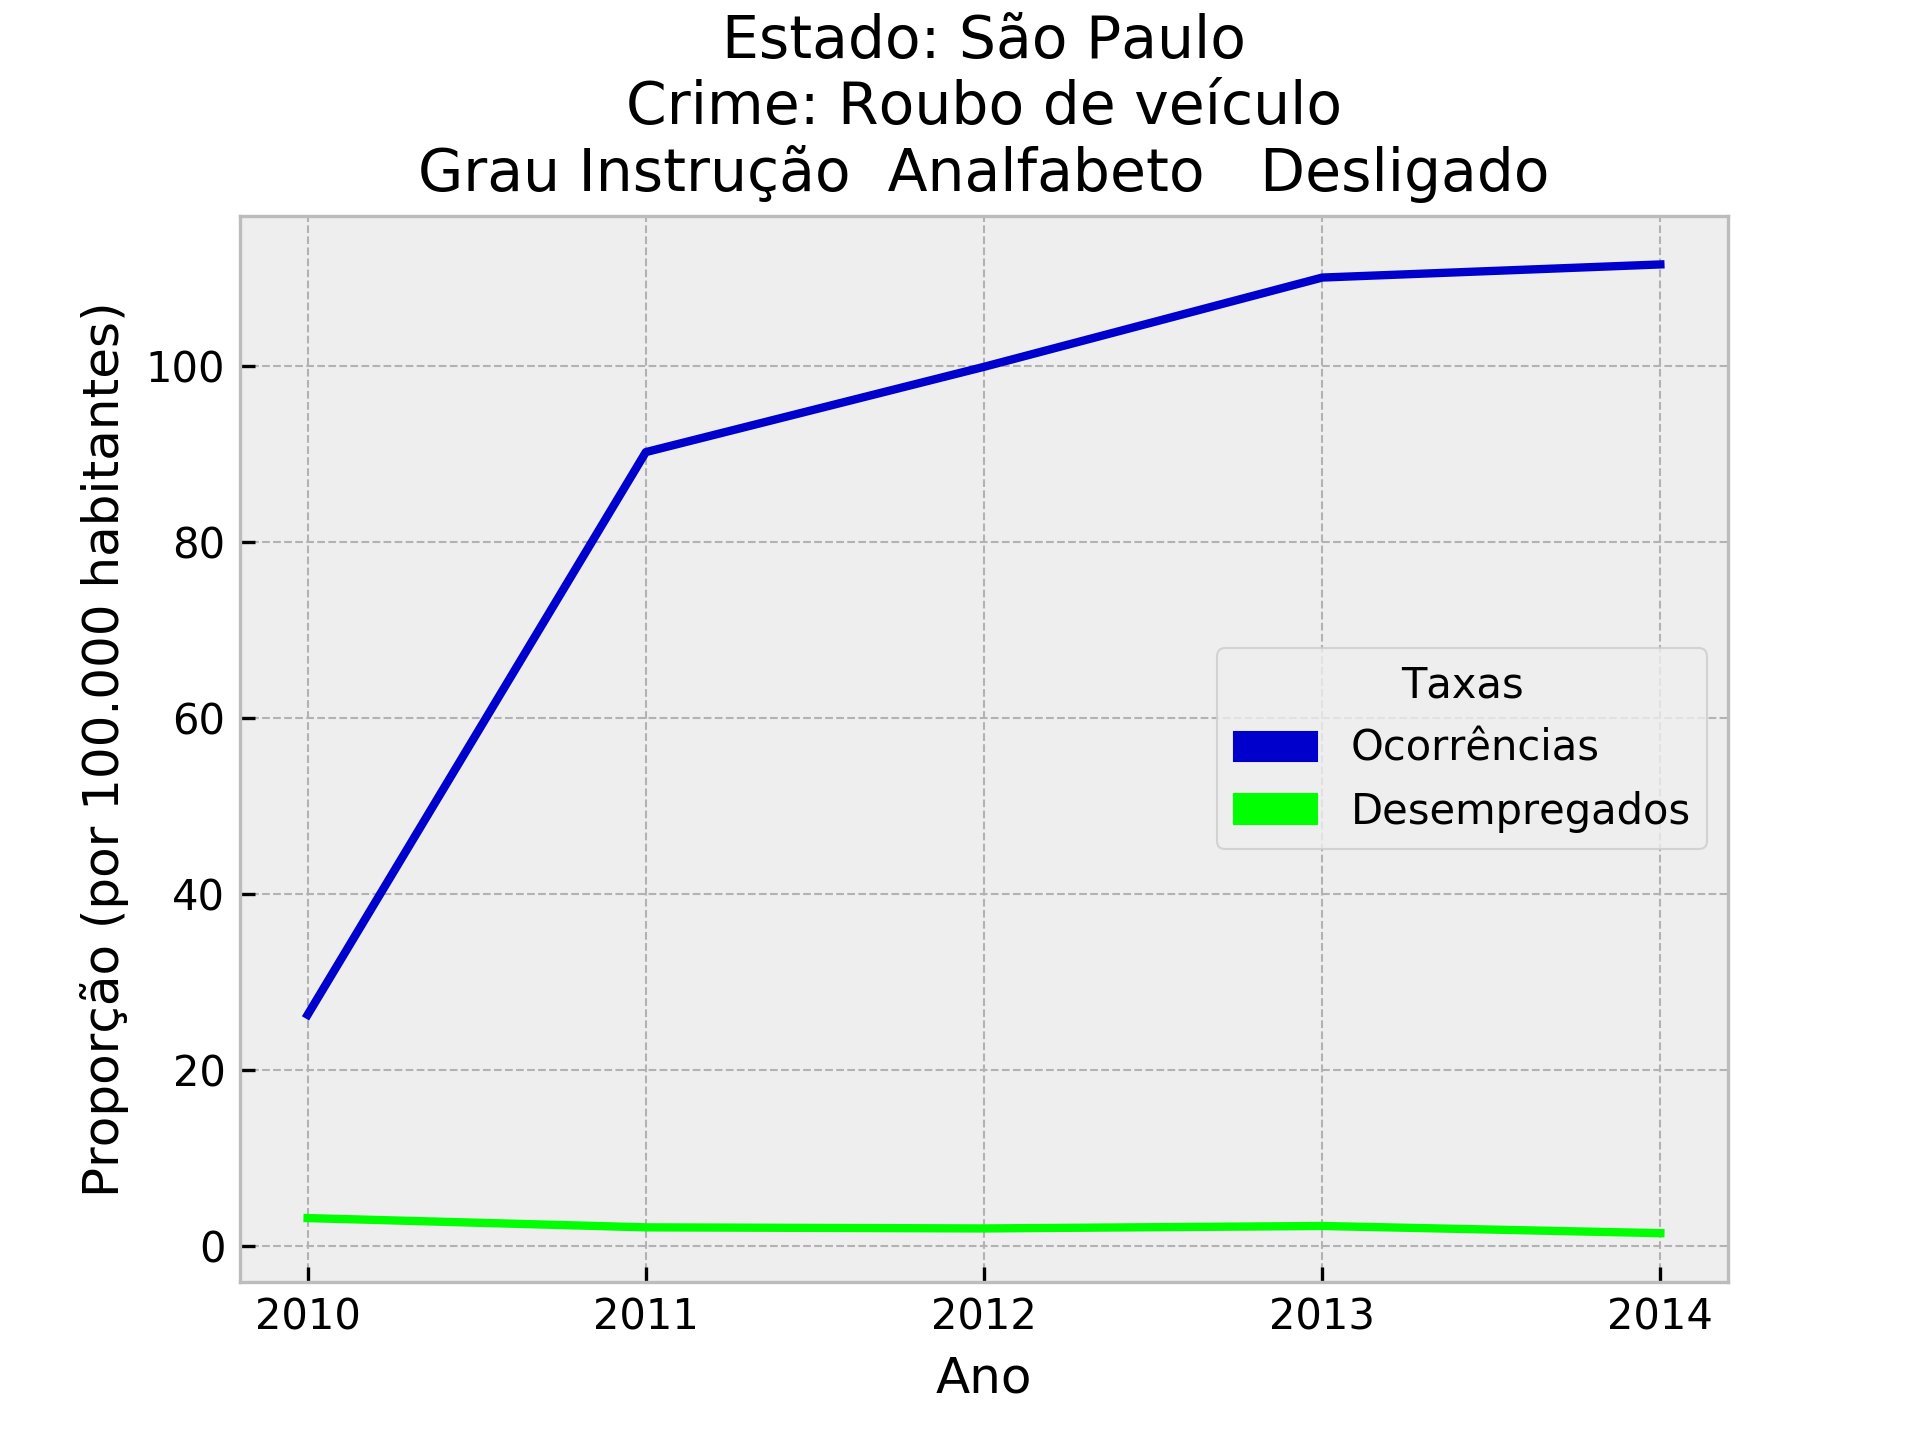 Estado: São Paulo
Crime: Roubo de veículo
Grau Instrução  Analfabeto   Desligado
Proporção (por 100.000 habitantes)
100
80
60
40
20
0
Taxas
Ocorrências
Desempregados
2010 2011 2012 2013 2014
Ano